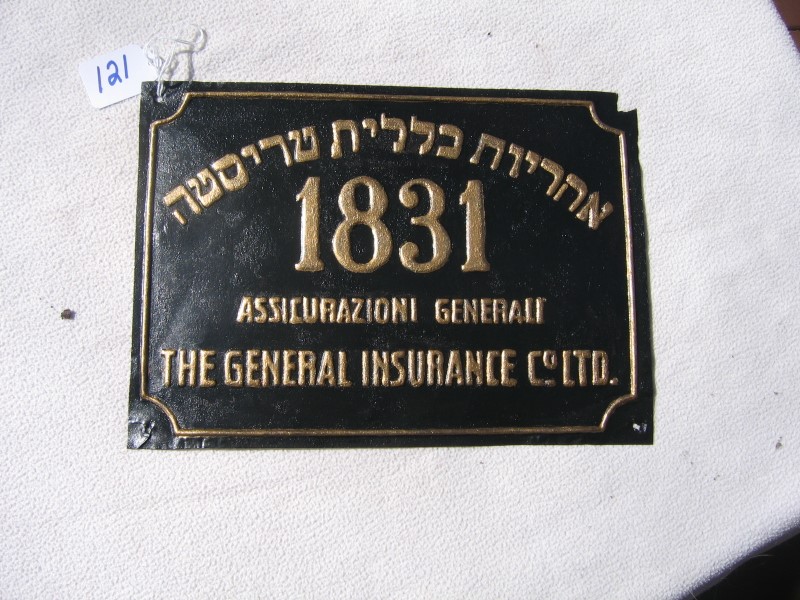 121
אחריות כללית טריסטה
1831
ASSICURAZIONI GENERALI
THE GENERAL INSURANCE Cº LTD.